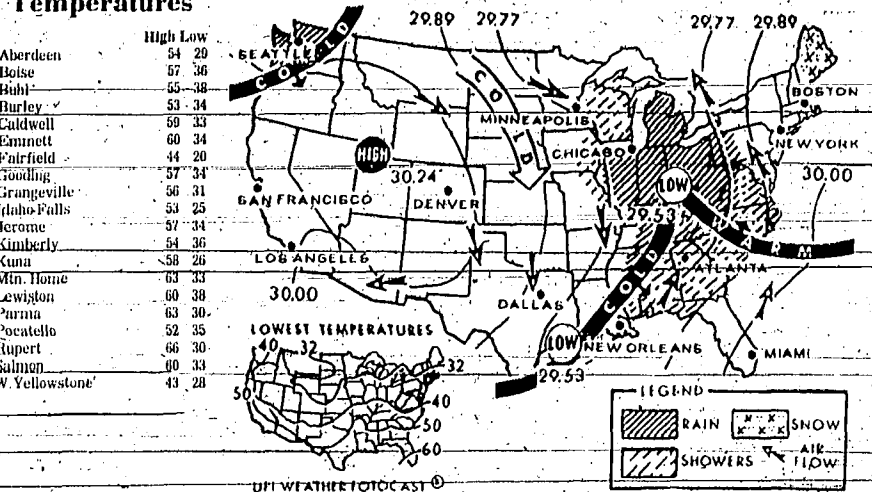 Temperatures
High Low
Aberdeen 54 29
Boise 57 36
Buhl 55 38
Burley 53 34
Caldwell 59 33
Emmett 60 34
Fairfield 44 20
Gooding 57 34
Grangeville 56 31
Idaho Falls 53 25
Jerome 57 34
Kimberly 54 36
Kuna 58 26
Mtn. Home 63 33
Lewiston 60 38
Parma 63 30
Pocatello 52 35
Rupert 66 30
Salmon 60 33
W. Yellowstone 43 28
29.89 29.77
29.77 29.89
SEATTLE
COLD
COLD
MINNEAPOLIS
BOSTON
NEW YORK
CHICAGO
HIGH
30.24
LOW
30.00
SAN FRANCISCO
DENVER
29.53
WARM
LOS ANGELES
COLD
ATLANTA
30.00
DALLAS
LOW
NEW ORLEANS
MIAMI
29.53
LOWEST TEMPERATURES
40 32
32
50
40
50
60
UPI WEATHER FOTOCAST
LEGEND
RAIN
SNOW
SHOWERS
AIR
FLOW